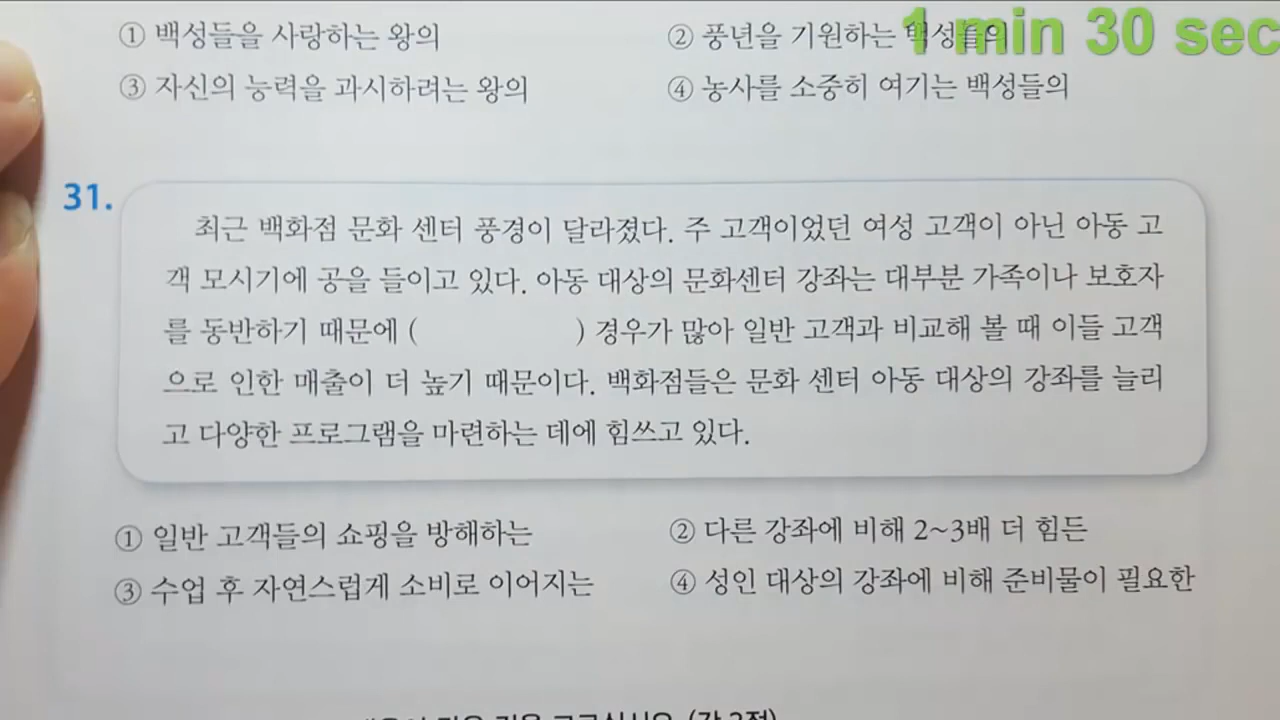 ① 백성들을 사랑하는 왕의 ② 풍년을 기원하는 백성들의
1 min 30 sec
③ 자신의 능력을 과시하려는 왕의 ④ 농사를 소중히 여기는 백성들의
31.
최근 백화점 문화 센터 풍경이 달라졌다. 주 고객이었던 여성 고객이 아닌 아동 고
객 모시기에 공을 들이고 있다. 아동 대상의 문화센터 강좌는 대부분 가족이나 보호자
를 동반하기 때문에 ( ) 경우가 많아 일반 고객과 비교해 볼 때 이들 고객
으로 인한 매출이 더 높기 때문이다. 백화점들은 문화 센터 아동 대상의 강좌를 늘리
고 다양한 프로그램을 마련하는 데에 힘쓰고 있다.
① 일반 고객들의 쇼핑을 방해하는 ② 다른 강좌에 비해 2~3배 더 힘든
③ 수업 후 자연스럽게 소비로 이어지는 ④ 성인 대상의 강좌에 비해 준비물이 필요한